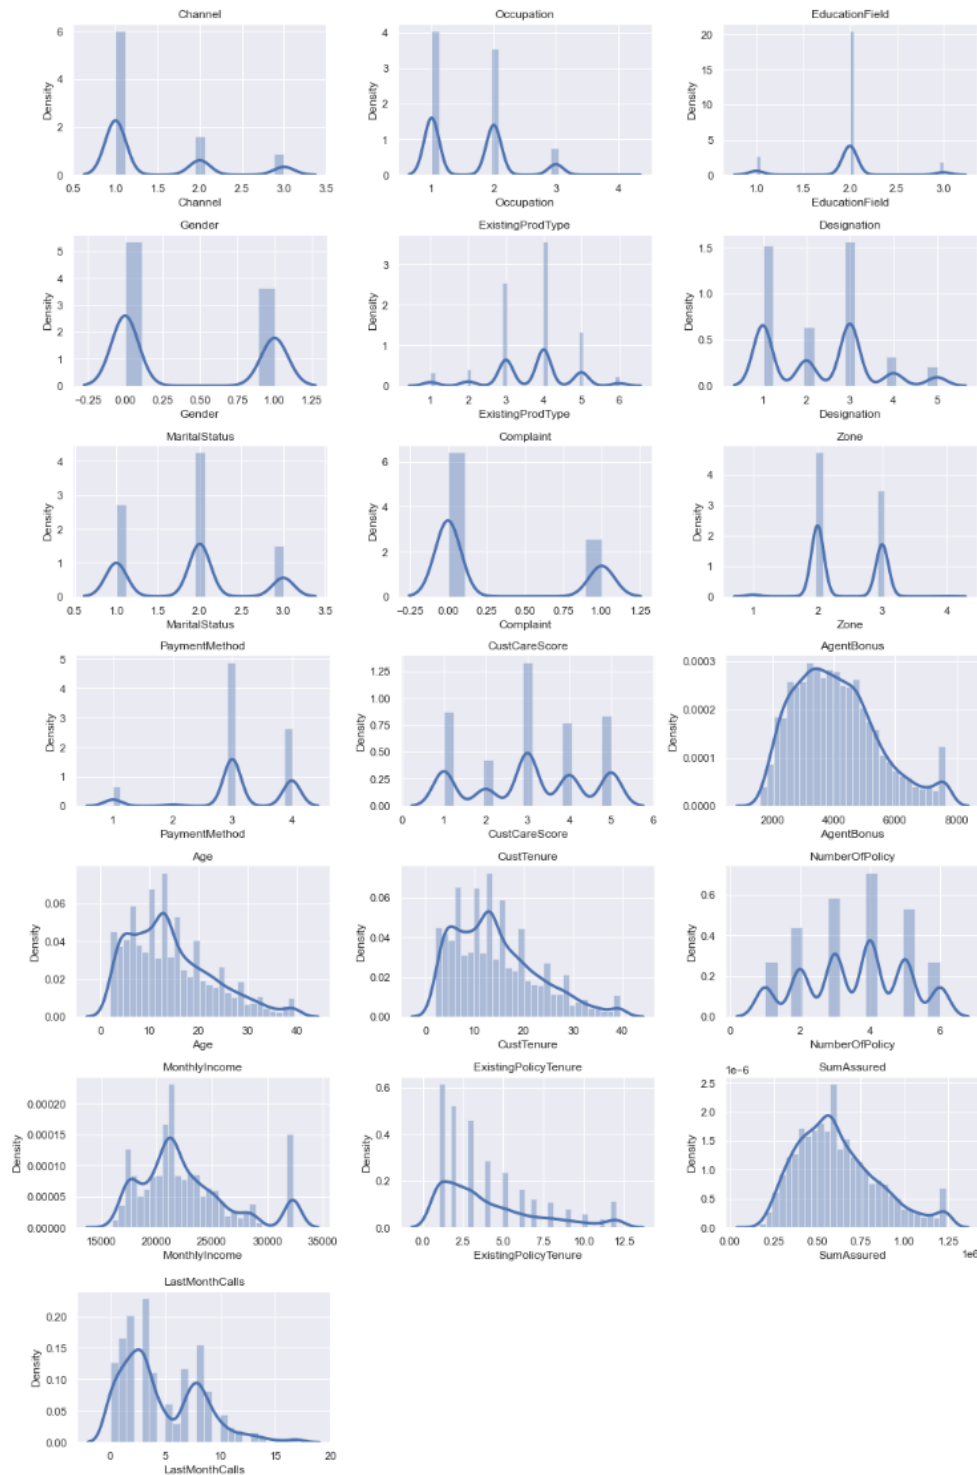 Channel
Density
6
4
2
0
0.5 1.0 1.5 2.0 2.5 3.0 3.5
Channel
Occupation
Density
4
3
2
1
0
1 2 3 4
Occupation
EducationField
Density
20
15
10
5
0
1.0 1.5 2.0 2.5 3.0
EducationField
Gender
Density
5
4
3
2
1
0
−0.25 0.00 0.25 0.50 0.75 1.00 1.25
Gender
ExistingProdType
Density
3
2
1
0
1 2 3 4 5 6
ExistingProdType
Designation
Density
1.5
1.0
0.5
0.0
1 2 3 4 5
Designation
MaritalStatus
Density
4
3
2
1
0
0.5 1.0 1.5 2.0 2.5 3.0 3.5
MaritalStatus
Complaint
Density
6
4
2
0
−0.25 0.00 0.25 0.50 0.75 1.00 1.25
Complaint
Zone
Density
4
3
2
1
0
1 2 3 4
Zone
PaymentMethod
Density
5
4
3
2
1
0
1 2 3 4
PaymentMethod
CustCareScore
Density
1.25
1.00
0.75
0.50
0.25
0.00
0 1 2 3 4 5 6
CustCareScore
AgentBonus
Density
0.0003
0.0002
0.0001
0.0000
2000 4000 6000 8000
AgentBonus
Age
Density
0.06
0.04
0.02
0.00
0 10 20 30 40
Age
CustTenure
Density
0.06
0.04
0.02
0.00
0 10 20 30 40
CustTenure
NumberOfPolicy
Density
0.6
0.4
0.2
0.0
0 2 4 6
NumberOfPolicy
MonthlyIncome
Density
0.00020
0.00015
0.00010
0.00005
0.00000
15000 20000 25000 30000 35000
MonthlyIncome
ExistingPolicyTenure
Density
0.6
0.4
0.2
0.0
0.0 2.5 5.0 7.5 10.0 12.5
ExistingPolicyTenure
1e-6
SumAssured
Density
2.5
2.0
1.5
1.0
0.5
0.0
0.00 0.25 0.50 0.75 1.00 1.25
SumAssured
1e6
LastMonthCalls
Density
0.20
0.15
0.10
0.05
0.00
0 5 10 15 20
LastMonthCalls